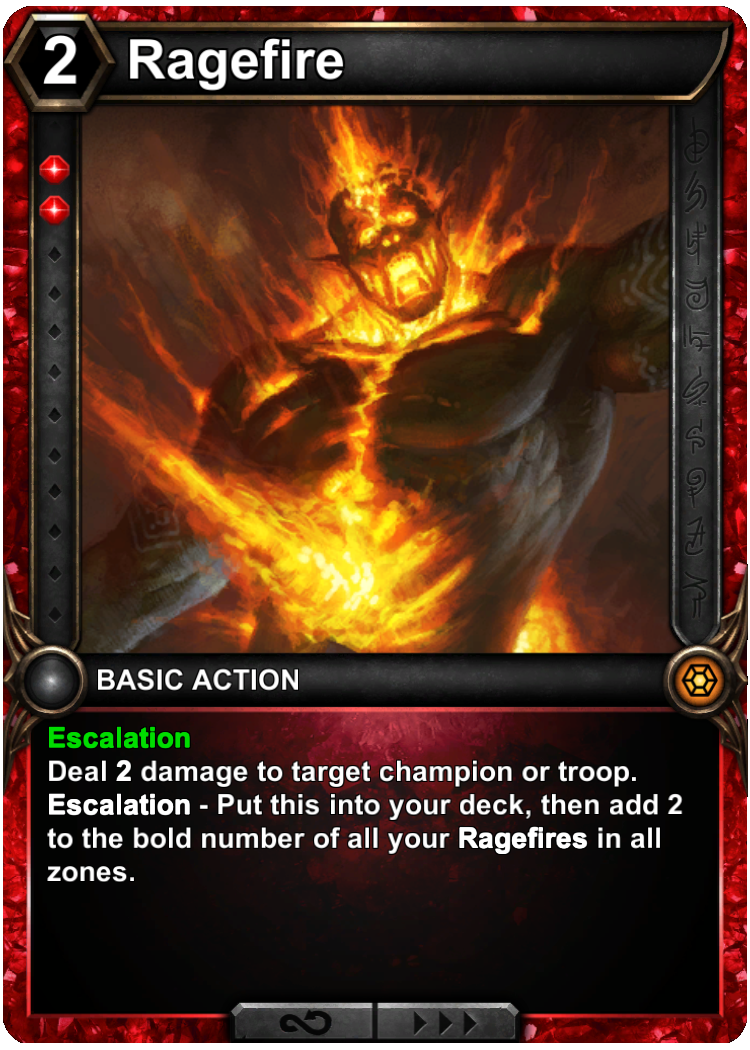 2 Ragefire
BASIC ACTION
Escalation
Deal 2 damage to target champion or troop.
Escalation - Put this into your deck, then add 2
to the bold number of all your Ragefires in all
zones.